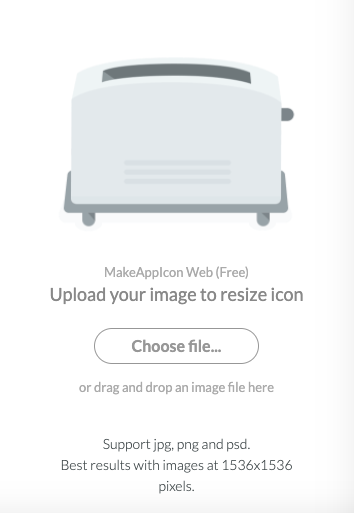 MakeAppIcon Web (Free)
Upload your image to resize icon
Choose file...
or drag and drop an image file here
Support jpg, png and psd.
Best results with images at 1536x1536
pixels.